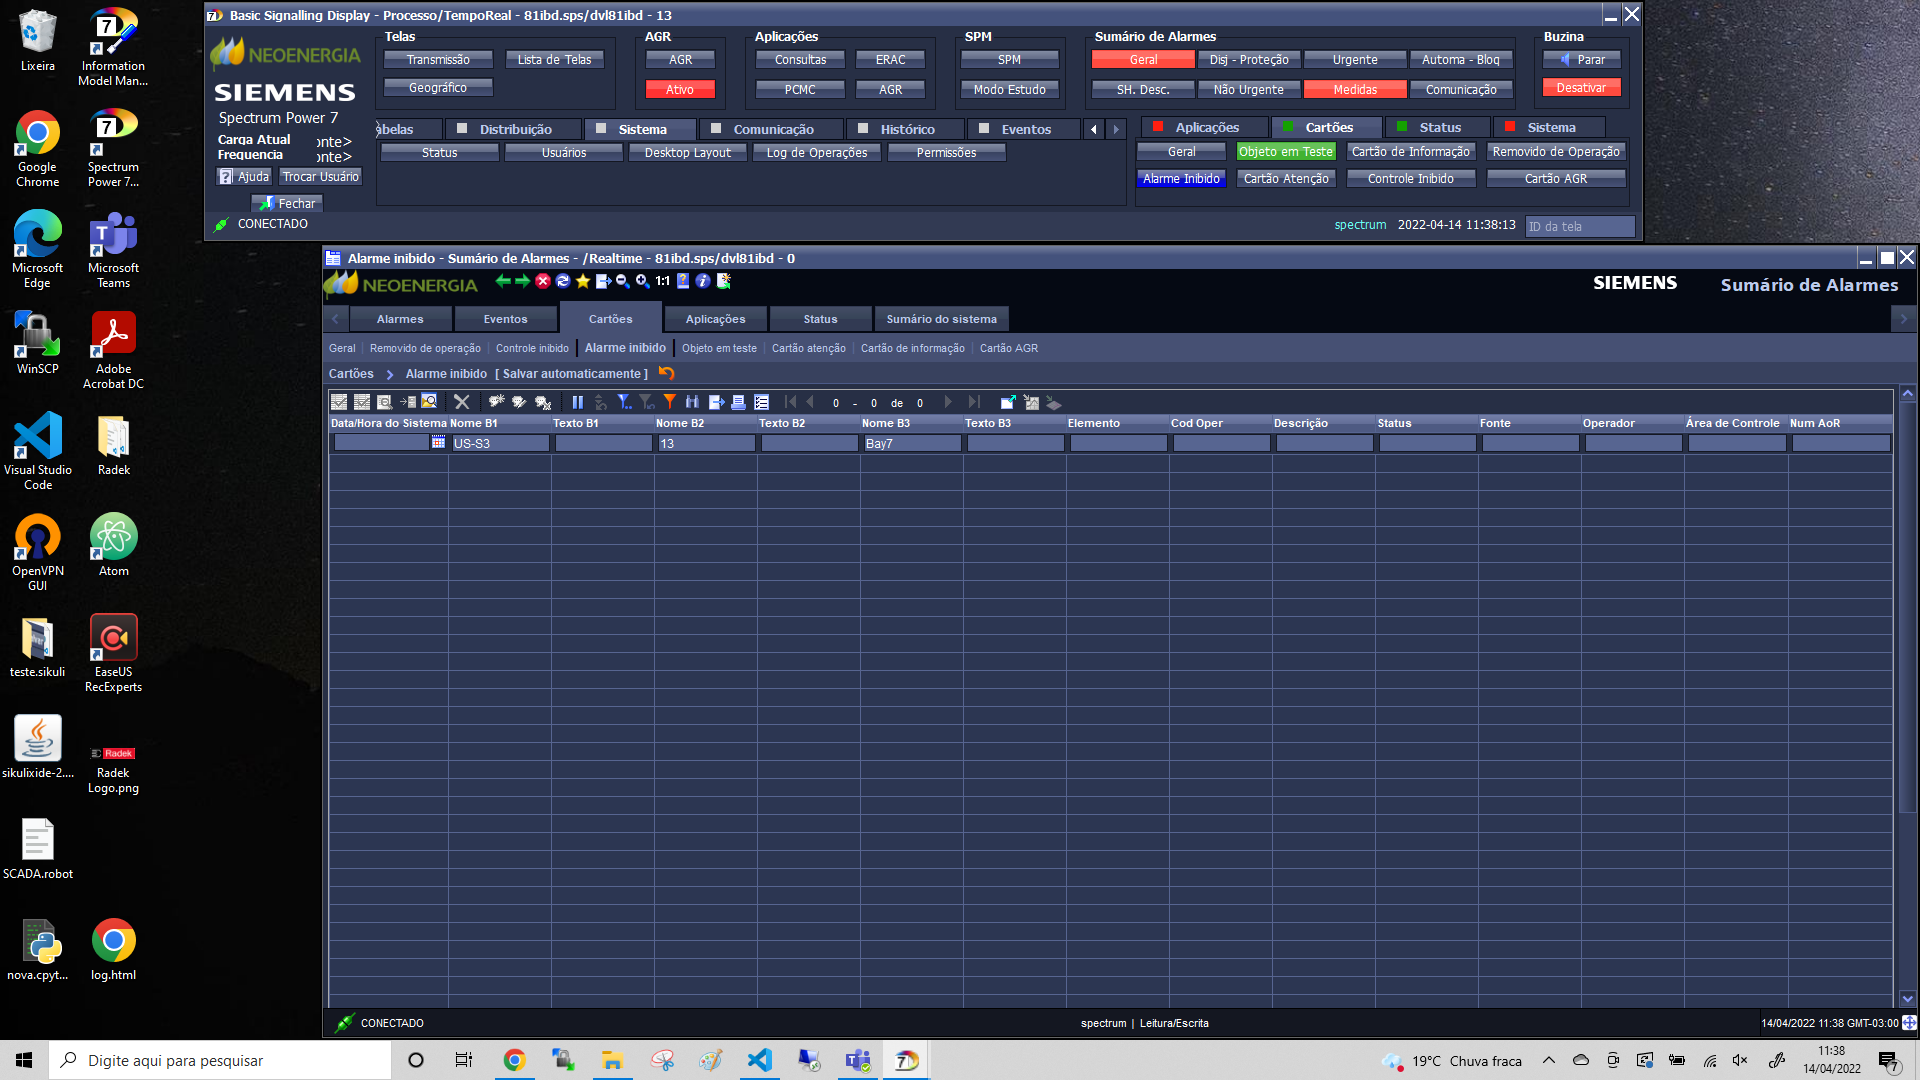 Lixeira
Information Model Man...
Google Chrome
Spectrum Power 7...
Microsoft Edge
Microsoft Teams
WinSCP
Adobe Acrobat DC
Visual Studio Code
Radek
OpenVPN GUI
Atom
teste.sikuli
EaseUS RecExperts
sikulixide-2....
Radek
Radek Logo.png
SCADA.robot
nova.cpyt...
log.html
Basic Signalling Display - Processo/TempoReal - 81ibd.sps/dvl81ibd - 13
NEOENERGIA
SIEMENS
Spectrum Power 7
Carga Atual onte>
Frequencia onte>
Ajuda Trocar Usuário
Fechar
CONECTADO
Telas
Transmissão Lista de Telas
Geográfico
AGR
AGR
Ativo
Aplicações
Consultas ERAC
PCMC AGR
SPM
SPM
Modo Estudo
Sumário de Alarmes
Geral Disj - Proteção Urgente Automa - Bloq
SH. Desc. Não Urgente Medidas Comunicação
Buzina
Parar
Desativar
abelas Distribuição Sistema Comunicação Histórico Eventos
Status Usuários Desktop Layout Log de Operações Permissões
Aplicações Cartões Status Sistema
Geral Objeto em Teste Cartão de Informação Removido de Operação
Alarme Inibido Cartão Atenção Controle Inibido Cartão AGR
spectrum 2022-04-14 11:38:13 ID da tela
Alarme inibido - Sumário de Alarmes - /Realtime - 81ibd.sps/dvl81ibd - 0
NEOENERGIA 1:1 SIEMENS Sumário de Alarmes
Alarmes Eventos Cartões Aplicações Status Sumário do sistema
Geral Removido de operação Controle inibido Alarme inibido Objeto em teste Cartão atenção Cartão de informação Cartão AGR
Cartões > Alarme inibido [ Salvar automaticamente ]
0 - 0 de 0
Data/Hora do Sistema Nome B1 Texto B1 Nome B2 Texto B2 Nome B3 Texto B3 Elemento Cod Oper Descrição Status Fonte Operador Área de Controle Num AoR
US-S3 13 Bay7
CONECTADO spectrum | Leitura/Escrita 14/04/2022 11:38 GMT-03:00
Digite aqui para pesquisar
19°C Chuva fraca
11:38
14/04/2022
7